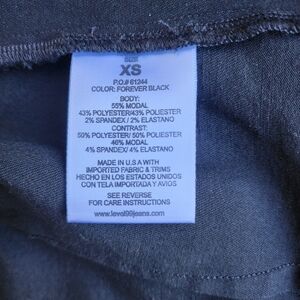 SIZE
XS
P.O.# 61244
COLOR: FOREVER BLACK
BODY:
55% MODAL
43% POLYESTER/43% POLIESTER
2% SPANDEX/ 2% ELASTANO
CONTRAST:
50% POLYESTER/ 50% POLIESTER
46% MODAL
4% SPANDEX/ 4% ELASTANO
MADE IN U.S.A WITH
IMPORTED FABRIC & TRIMS
HECHO EN LOS ESTADOS UNIDOS
CON TELA IMPORTADA Y AVIOS
SEE REVERSE
FOR CARE INSTRUCTIONS
www.level99jeans.com